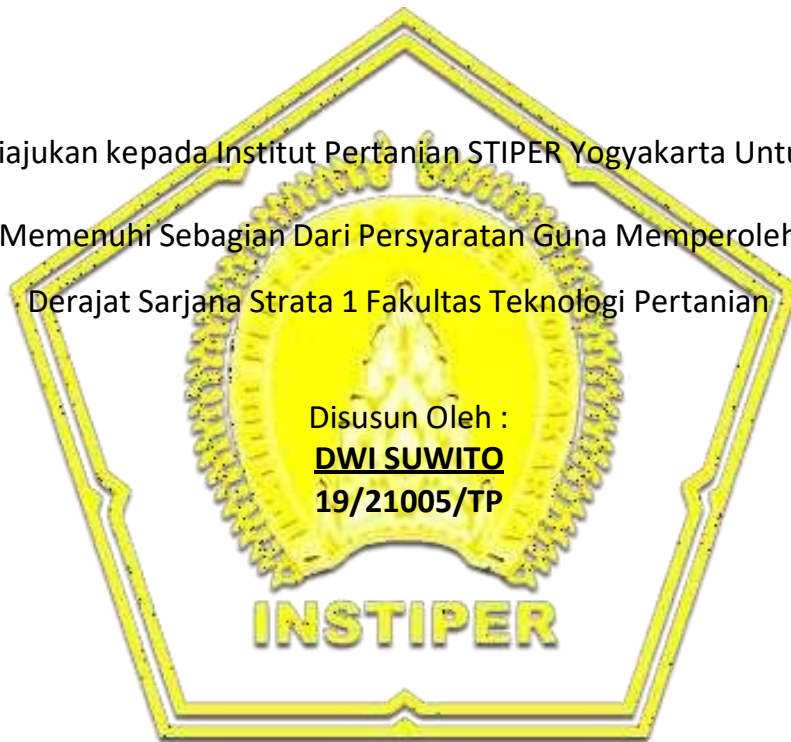 iajukan kepada Institut Pertanian STIPER Yogyakarta Untu
Memenuhi Sebagian Dari Persyaratan Guna Memperoleh
Derajat Sarjana Strata 1 Fakultas Teknologi Pertanian
Disusun Oleh :
DWI SUWITO
19/21005/TP
INSTIPER